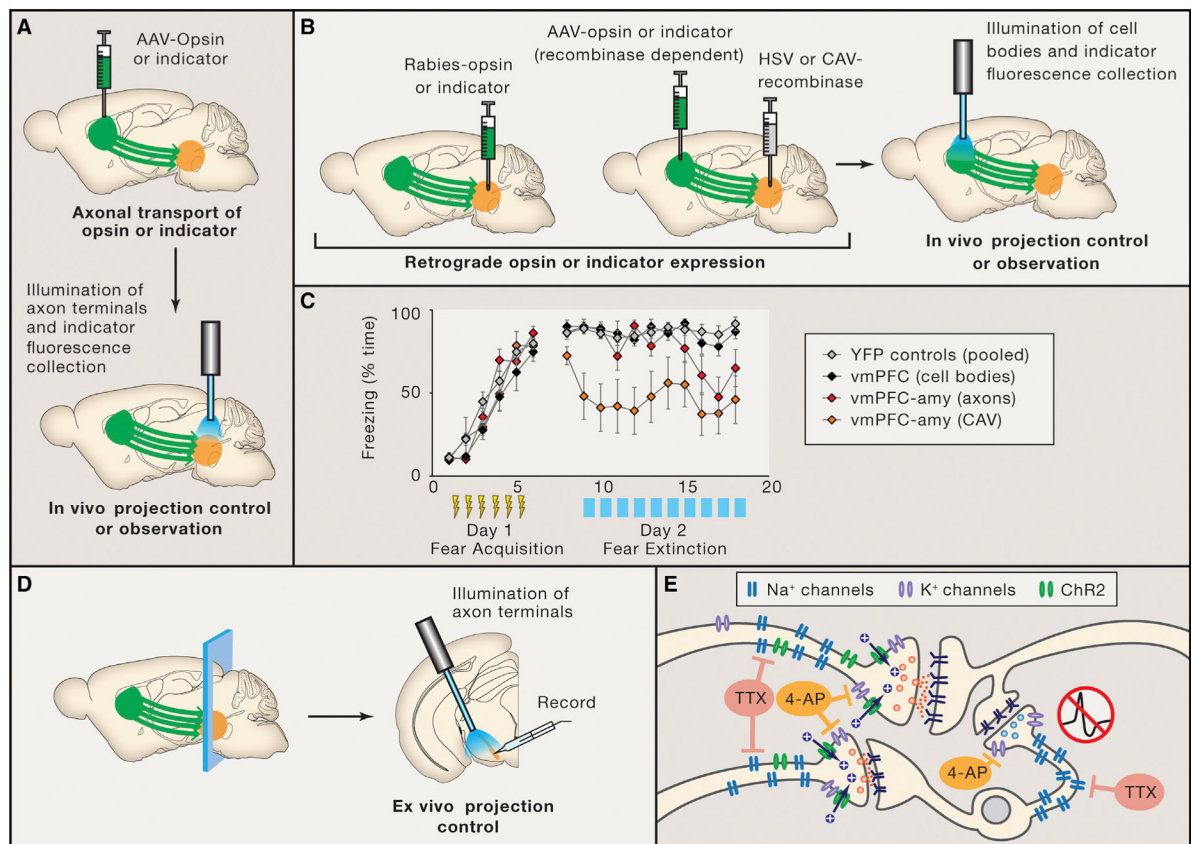 A
AAV-Opsin
or indicator
Axonal transport of
opsin or indicator
Illumination of
axon terminals
and indicator
fluorescence
collection
In vivo projection control
or observation
B
Rabies-opsin
or indicator
AAV-opsin or indicator
(recombinase dependent)
HSV or CAV-
recombinase
Illumination of cell
bodies and indicator
fluorescence collection
Retrograde opsin or indicator expression
In vivo projection control
or observation
C
Freezing (% time)
100
50
0
0
5
10
15
20
Day 1
Fear Acquisition
Day 2
Fear Extinction
YFP controls (pooled)
vmPFC (cell bodies)
vmPFC-amy (axons)
vmPFC-amy (CAV)
D
Illumination of
axon terminals
Record
Ex vivo projection
control
E
Na⁺ channels
K⁺ channels
ChR2
TTX
4-AP
4-AP
TTX
+
+
+
+
+
+
+